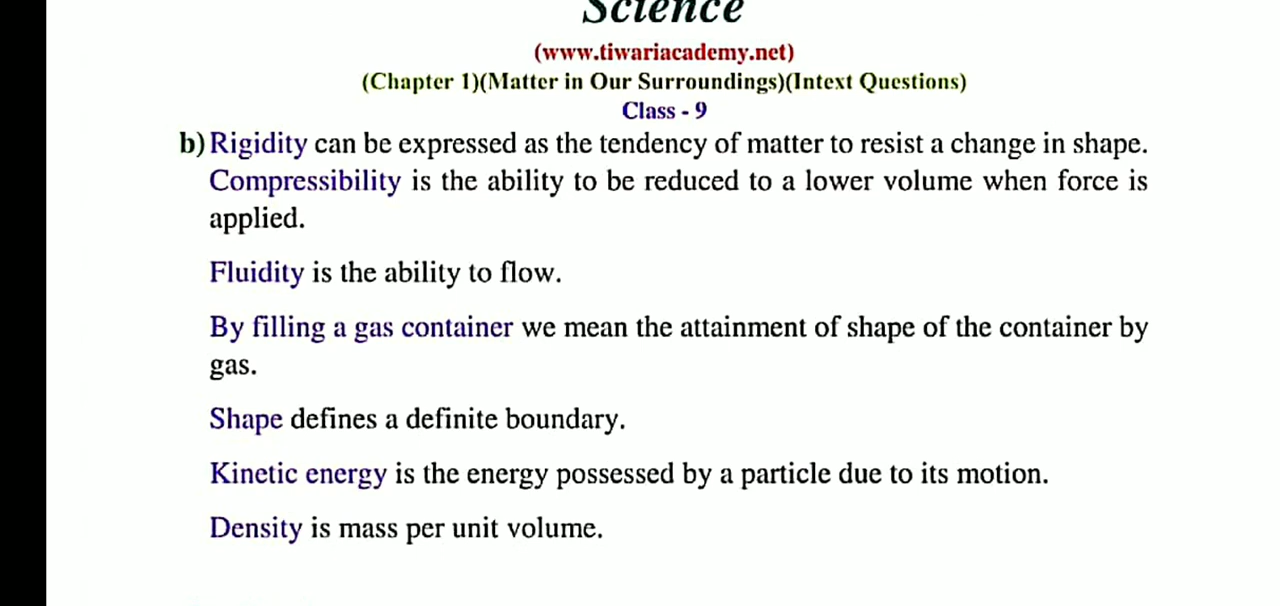 Science
(www.tiwariacademy.net)
(Chapter 1)(Matter in Our Surroundings)(Intext Questions)
Class - 9
b) Rigidity can be expressed as the tendency of matter to resist a change in shape.
Compressibility is the ability to be reduced to a lower volume when force is
applied.
Fluidity is the ability to flow.
By filling a gas container we mean the attainment of shape of the container by
gas.
Shape defines a definite boundary.
Kinetic energy is the energy possessed by a particle due to its motion.
Density is mass per unit volume.